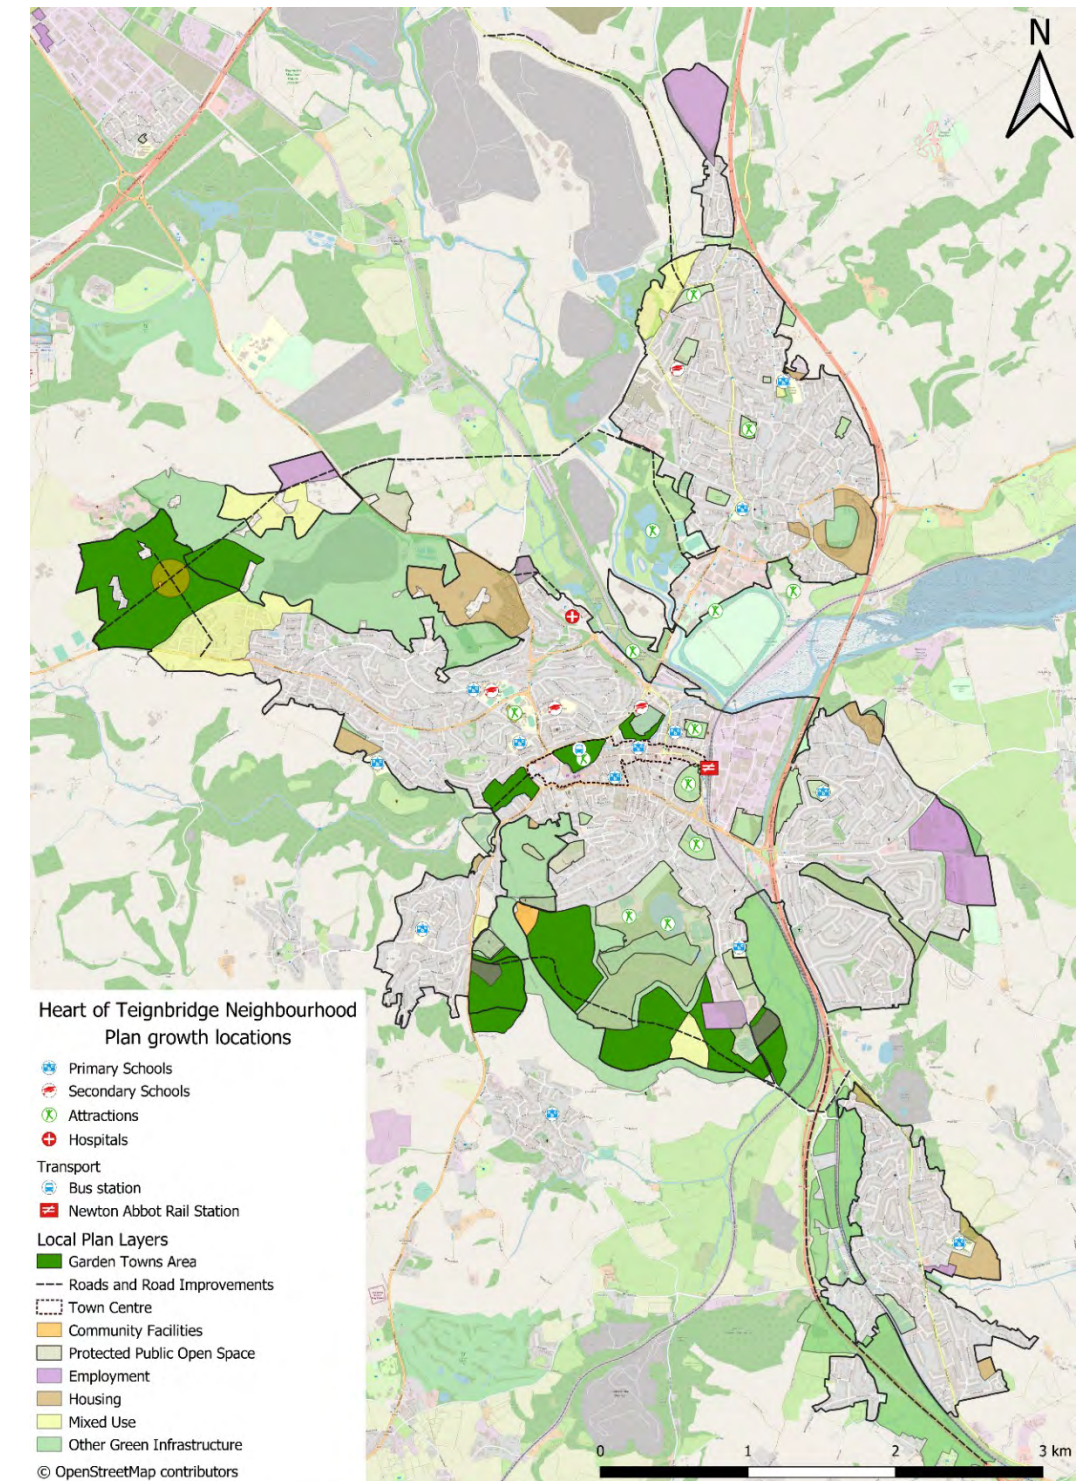 N
Heart of Teignbridge Neighbourhood
Plan growth locations
Primary Schools
Secondary Schools
Attractions
Hospitals
Transport
Bus station
Newton Abbot Rail Station
Local Plan Layers
Garden Towns Area
Roads and Road Improvements
Town Centre
Community Facilities
Protected Public Open Space
Employment
Housing
Mixed Use
Other Green Infrastructure
© OpenStreetMap contributors
0 1 2 3 km